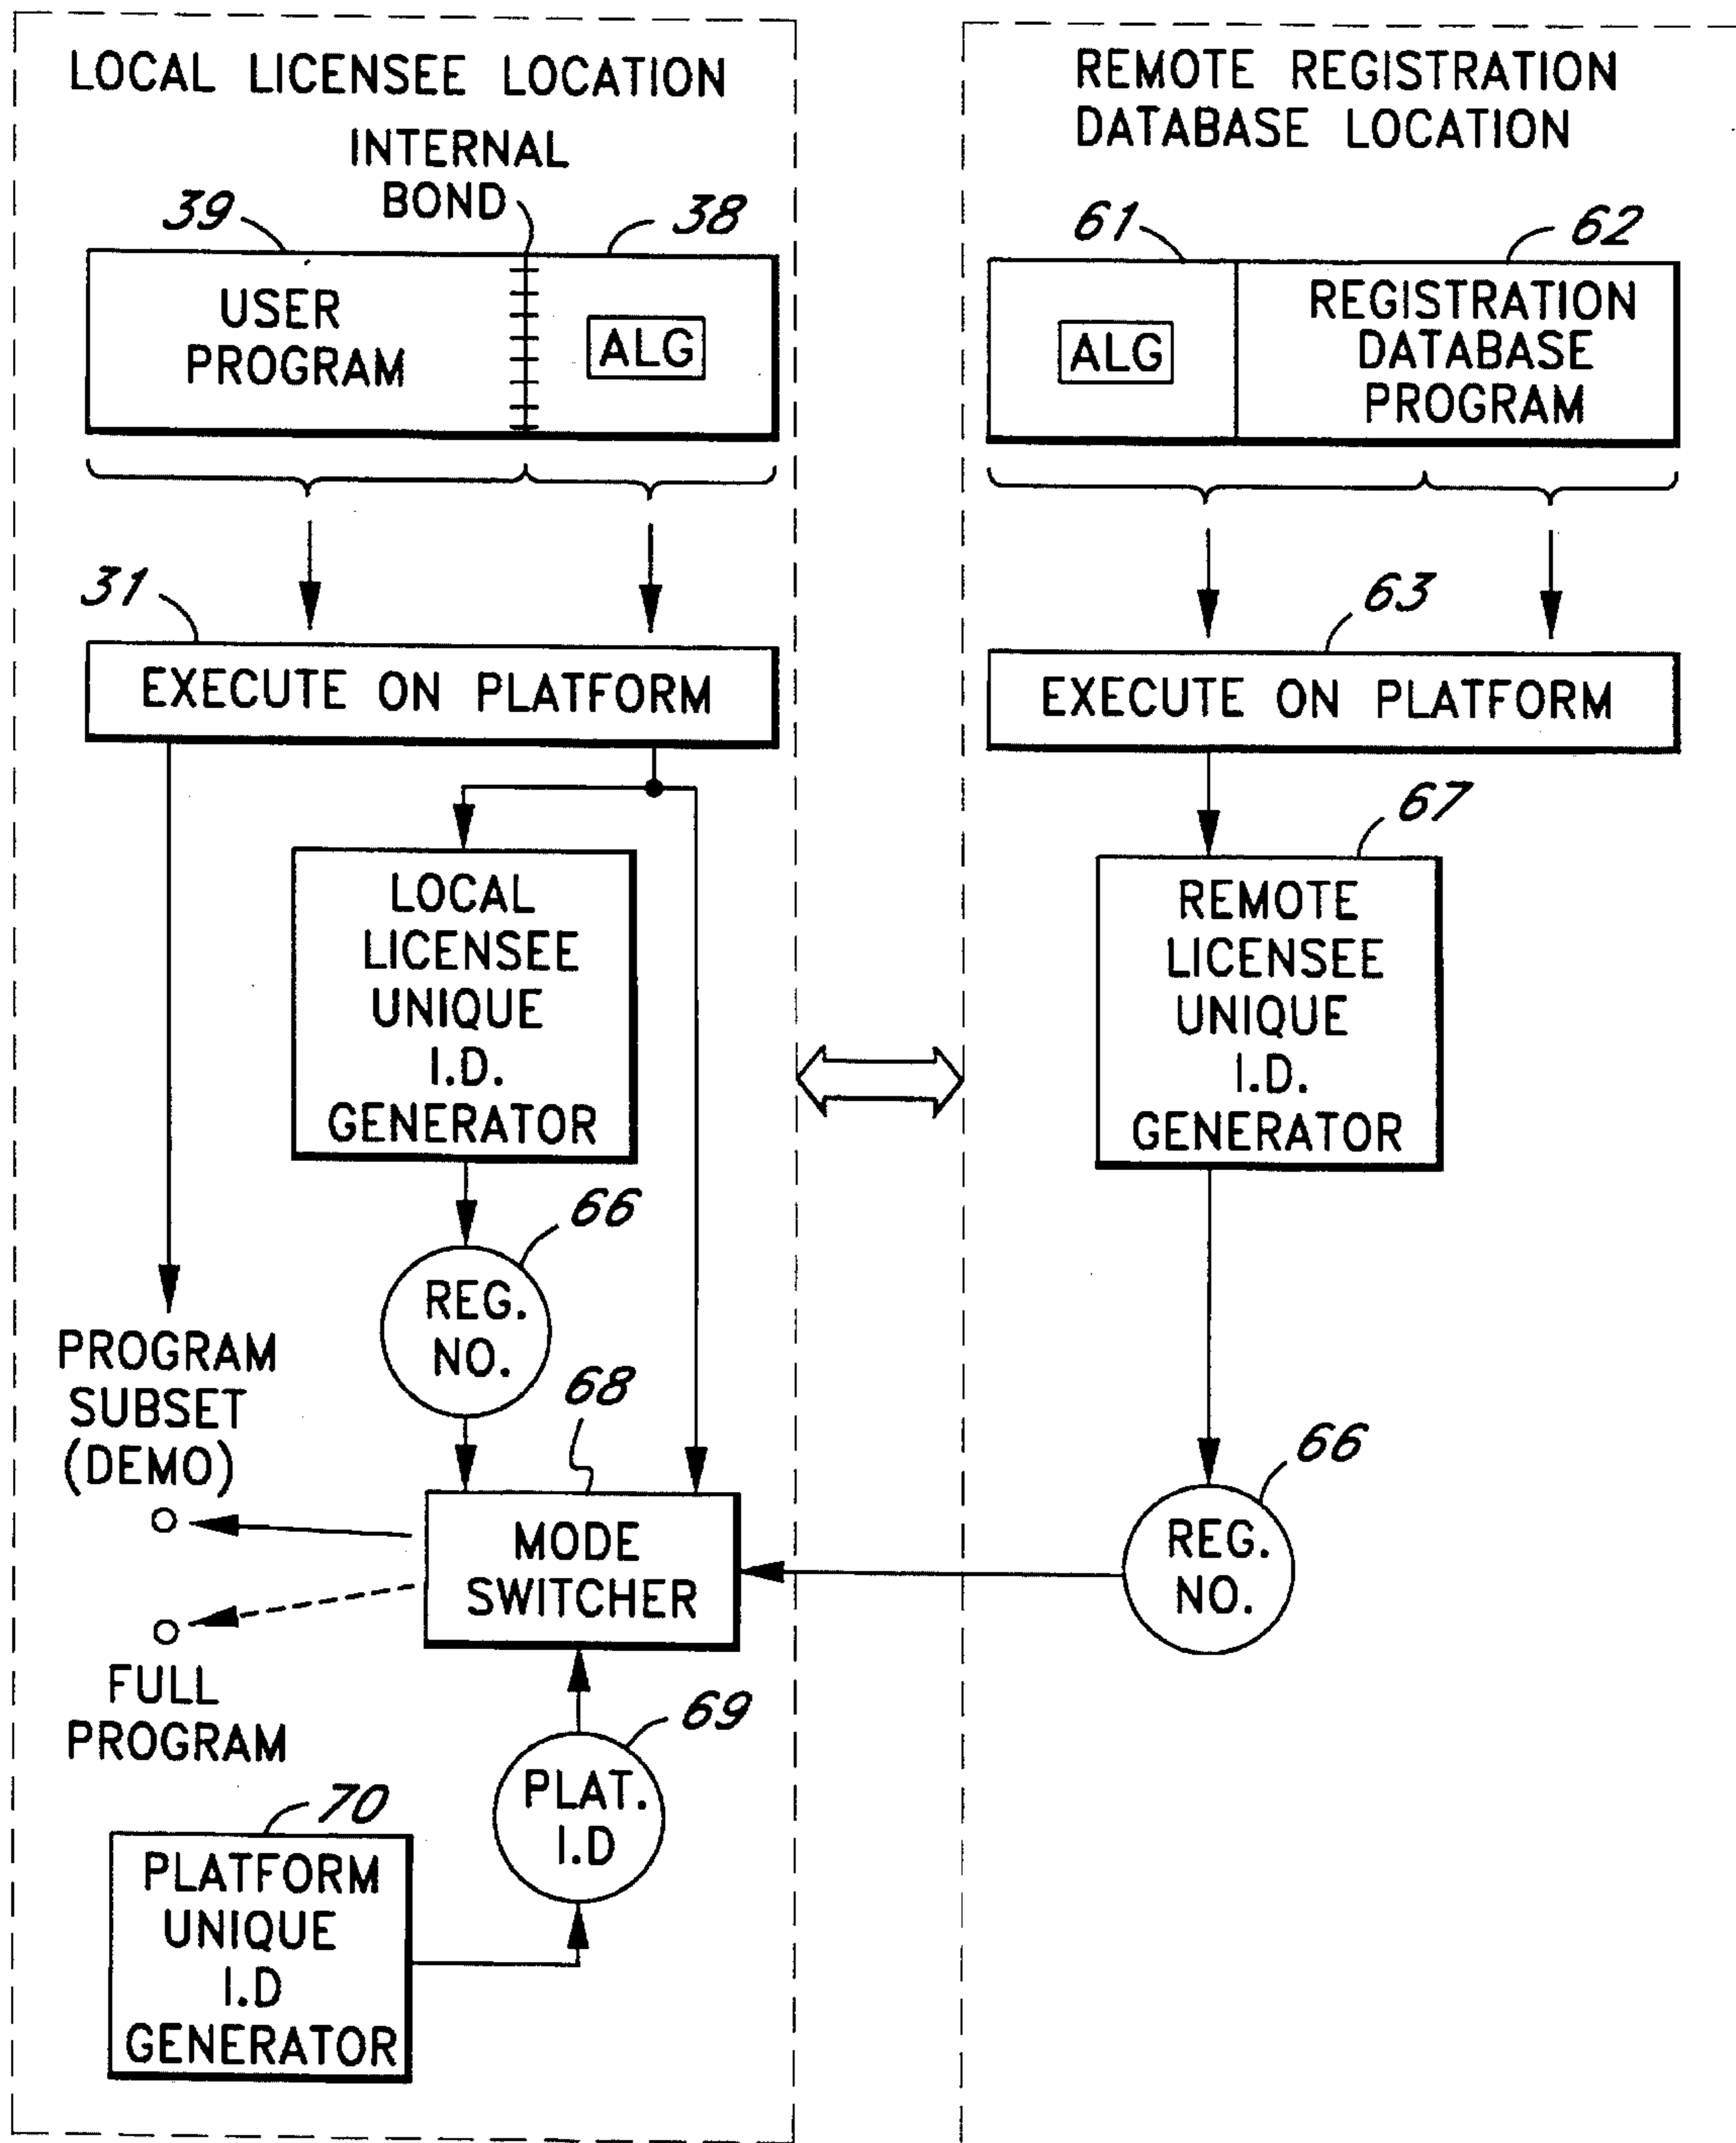 LOCAL LICENSEE LOCATION
INTERNAL
BOND
39
38
USER
PROGRAM
ALG
31
EXECUTE ON PLATFORM
LOCAL
LICENSEE
UNIQUE
I.D.
GENERATOR
66
REG.
NO.
PROGRAM
SUBSET
(DEMO)
68
MODE
SWITCHER
FULL
PROGRAM
69
PLAT.
I.D
70
PLATFORM
UNIQUE
I.D
GENERATOR
REMOTE REGISTRATION
DATABASE LOCATION
61
62
ALG
REGISTRATION
DATABASE
PROGRAM
63
EXECUTE ON PLATFORM
67
REMOTE
LICENSEE
UNIQUE
I.D.
GENERATOR
66
REG.
NO.